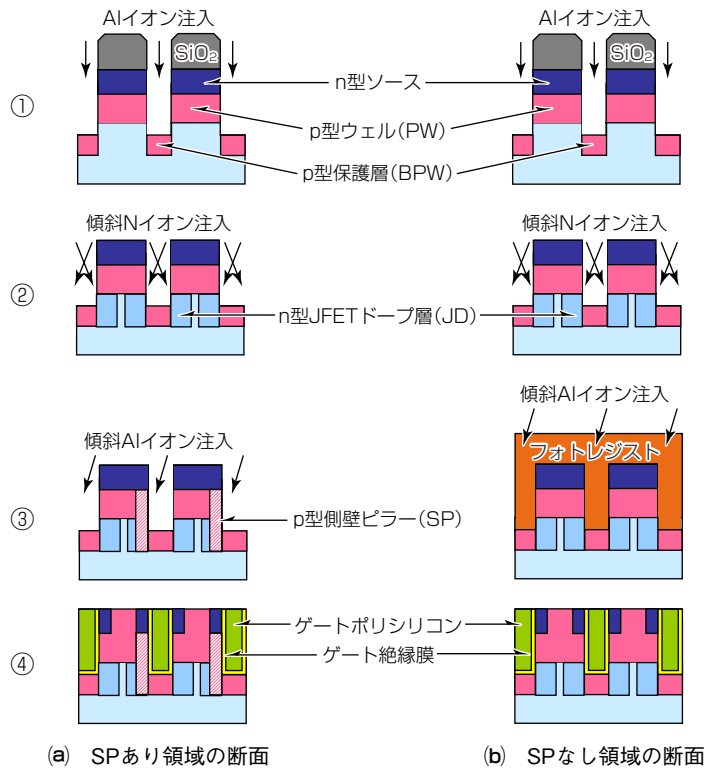 Alイオン注入
Alイオン注入
SiO₂
SiO₂
n型ソース
①
①
p型ウェル(PW)
p型保護層(BPW)
傾斜Nイオン注入
傾斜Nイオン注入
②
②
n型JFETドープ層(JD)
傾斜Alイオン注入
傾斜Alイオン注入
フォトレジスト
③
③
p型側壁ピラー(SP)
ゲートポリシリコン
④
④
ゲート絶縁膜
(a) SPあり領域の断面
(b) SPなし領域の断面